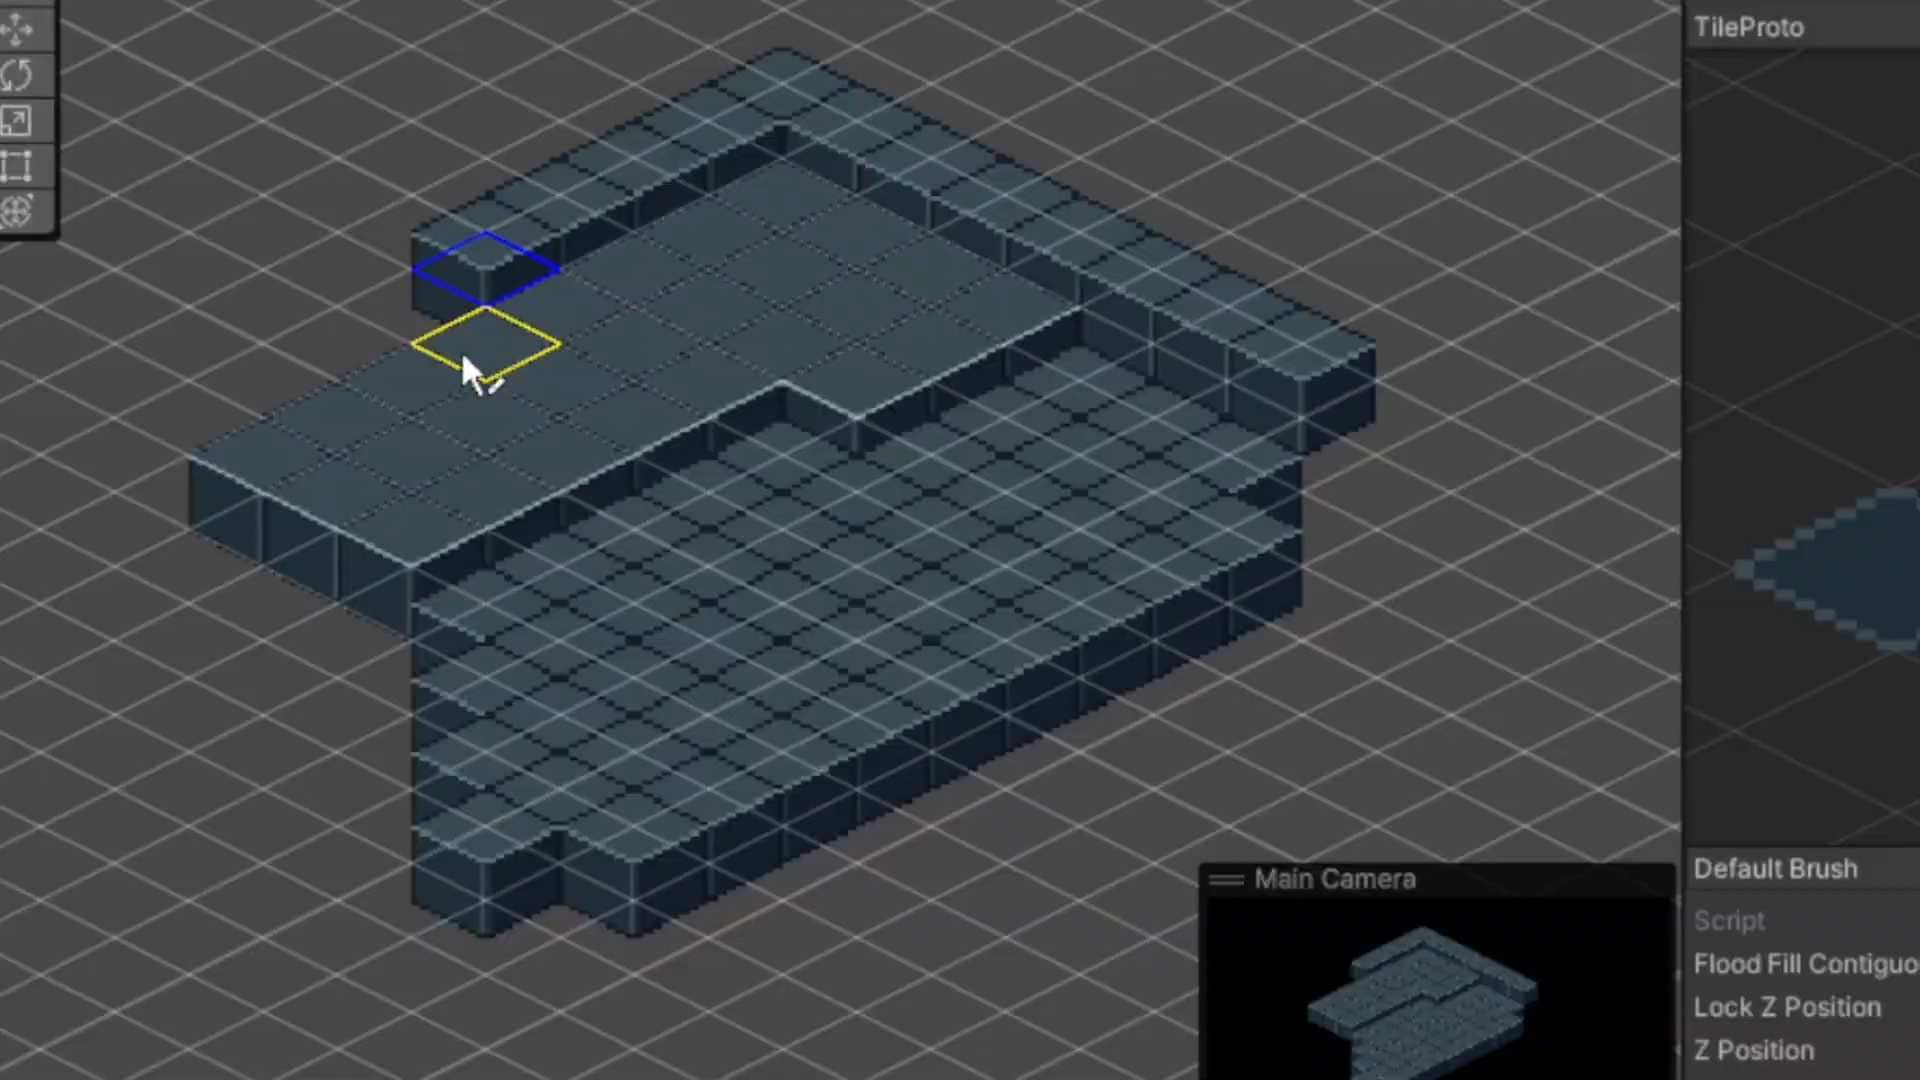 TileProto
Main Camera
Default Brush
Script
Flood Fill Contiguo
Lock Z Position
Z Position